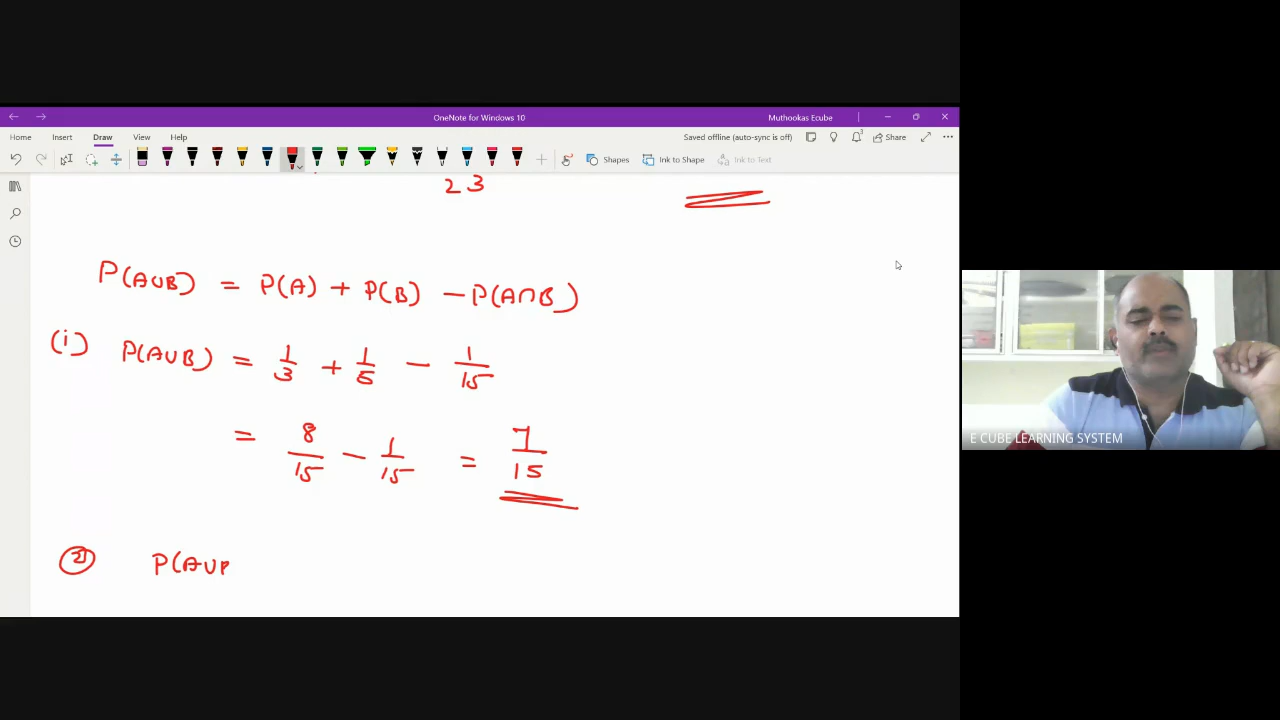 OneNote for Windows 10
Muthookas Ecube
Home Insert Draw View Help
Saved offline (auto-sync is off) Share
Shapes Ink to Shape Ink to Text
2 3
P(A∪B) = P(A) + P(B) - P(A∩B)
(i) P(A∪B) = 1/3 + 1/5 - 1/15
= 8/15 - 1/15 = 7/15
② P(A∪
E CUBE LEARNING SYSTEM